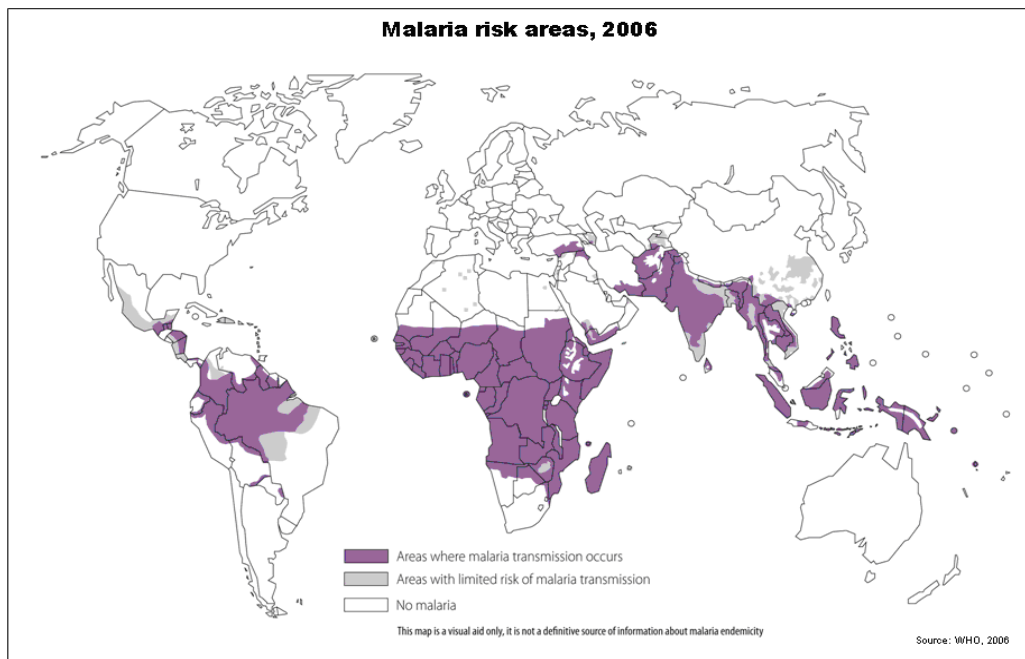 Malaria risk areas, 2006
Areas where malaria transmission occurs
Areas with limited risk of malaria transmission
No malaria
This map is a visual aid only, it is not a definitive source of information about malaria endemicity
Source: WHO, 2006